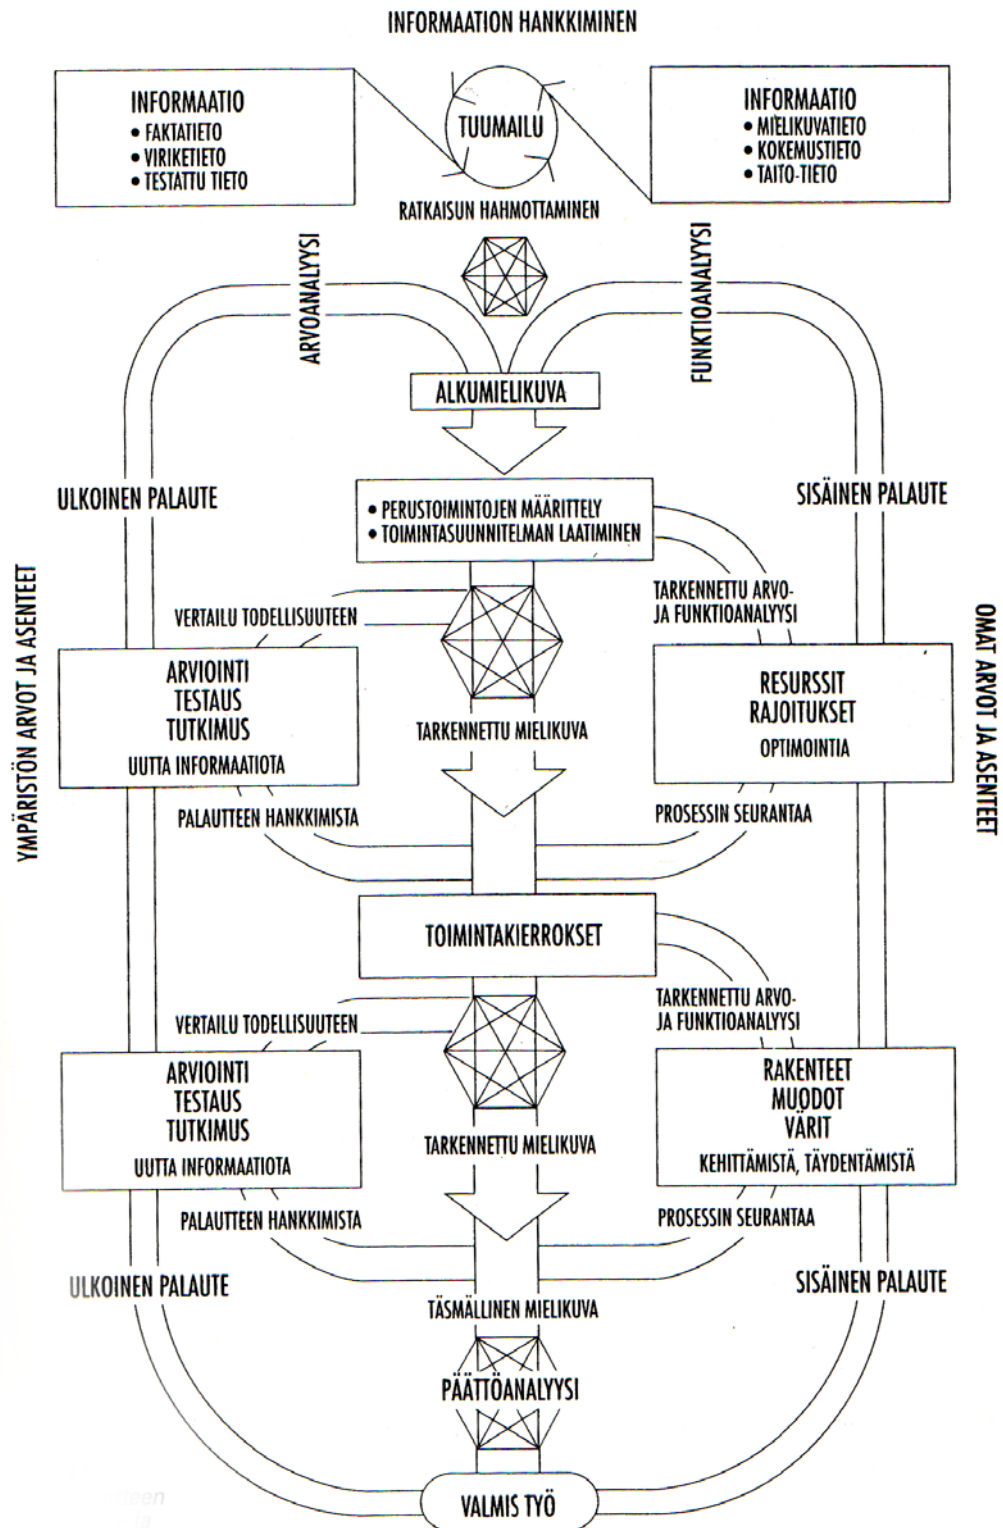 INFORMAATION HANKKIMINEN
INFORMAATIO
• FAKTATIETO
• VIRIKETIETO
• TESTATTU TIETO
TUUMAILU
INFORMAATIO
• MIELIKUVATIETO
• KOKEMUSTIETO
• TAITO-TIETO
RATKAISUN HAHMOTTAMINEN
ARVOANALYYSI
FUNKTIOANALYYSI
ALKUMIELIKUVA
ULKOINEN PALAUTE
SISÄINEN PALAUTE
• PERUSTOIMINTOJEN MÄÄRITTELY
• TOIMINTASUUNNITELMAN LAATIMINEN
YMPÄRISTÖN ARVOT JA ASENTEET
OMAT ARVOT JA ASENTEET
VERTAILU TODELLISUUTEEN
TARKENNETTU ARVO-
JA FUNKTIOANALYYSI
ARVIOINTI
TESTAUS
TUTKIMUS
UUTTA INFORMAATIOTA
TARKENNETTU MIELIKUVA
RESURSSIT
RAJOITUKSET
OPTIMOINTIA
PALAUTTEEN HANKKIMISTA
PROSESSIN SEURANTAA
TOIMINTAKIERROKSET
VERTAILU TODELLISUUTEEN
TARKENNETTU ARVO-
JA FUNKTIOANALYYSI
ARVIOINTI
TESTAUS
TUTKIMUS
UUTTA INFORMAATIOTA
TARKENNETTU MIELIKUVA
RAKENTEET
MUODOT
VÄRIT
KEHITTÄMISTÄ, TÄYDENTÄMISTÄ
PALAUTTEEN HANKKIMISTA
PROSESSIN SEURANTAA
ULKOINEN PALAUTE
SISÄINEN PALAUTE
TÄSMÄLLINEN MIELIKUVA
PÄÄTTÖANALYYSI
VALMIS TYÖ